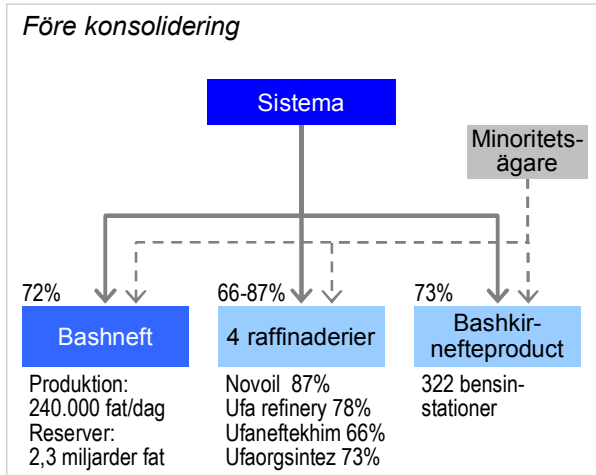 Före konsolidering
Sistema
Minoritets-
ägare
72%
66-87%
73%
Bashneft
4 raffinaderier
Bashkir-
nefteproduct
Produktion:
240.000 fat/dag
Reserver:
2,3 miljarder fat
Novoil 87%
Ufa refinery 78%
Ufaneftekhim 66%
Ufaorgsintez 73%
322 bensin-
stationer